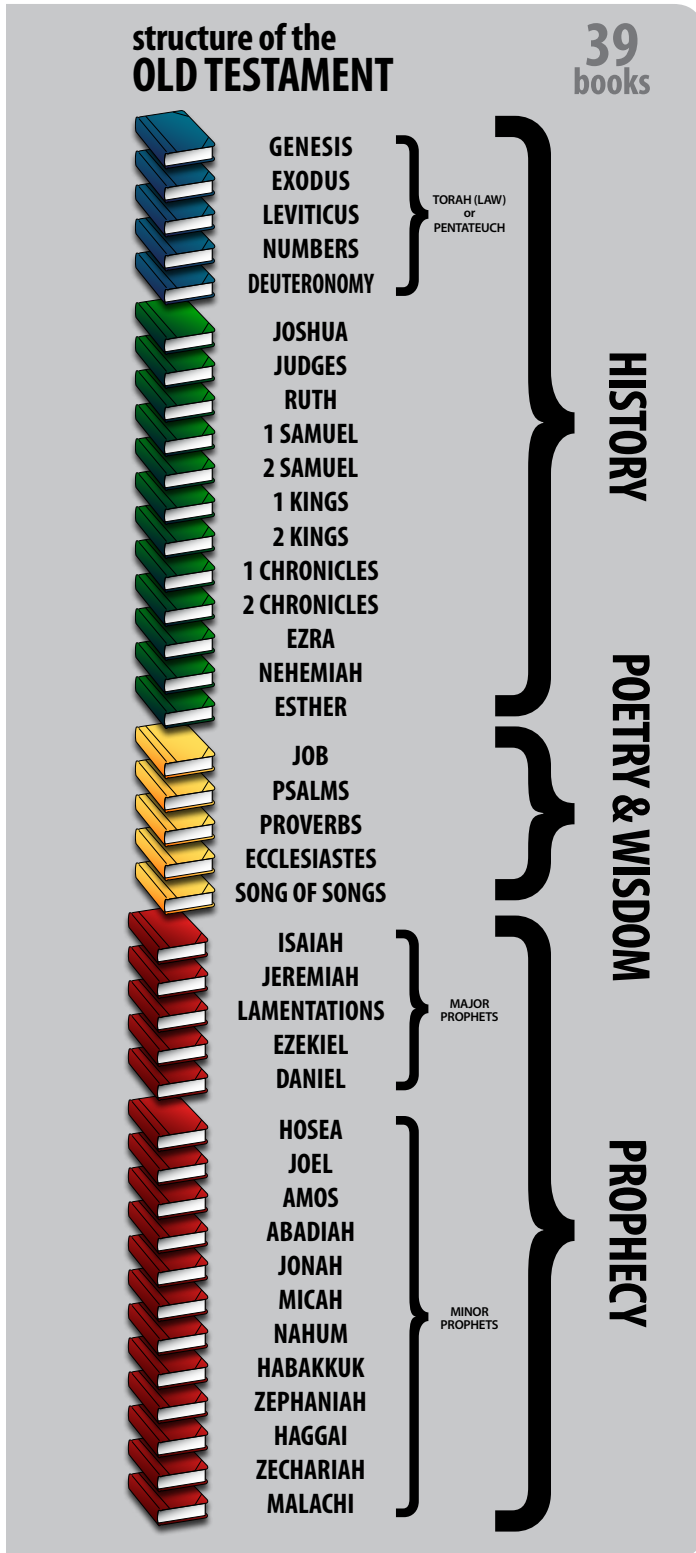 structure of the
OLD TESTAMENT
39
books
GENESIS
EXODUS
LEVITICUS
NUMBERS
DEUTERONOMY
TORAH (LAW)
or
PENTATEUCH
JOSHUA
JUDGES
RUTH
1 SAMUEL
2 SAMUEL
1 KINGS
2 KINGS
1 CHRONICLES
2 CHRONICLES
EZRA
NEHEMIAH
ESTHER
HISTORY
JOB
PSALMS
PROVERBS
ECCLESIASTES
SONG OF SONGS
POETRY & WISDOM
ISAIAH
JEREMIAH
LAMENTATIONS
EZEKIEL
DANIEL
MAJOR
PROPHETS
HOSEA
JOEL
AMOS
ABADIAH
JONAH
MICAH
NAHUM
HABAKKUK
ZEPHANIAH
HAGGAI
ZECHARIAH
MALACHI
MINOR
PROPHETS
PROPHECY